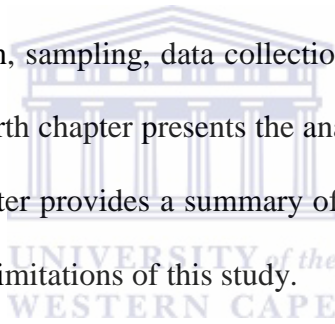 n, sampling, data collectio
rth chapter presents the ana
ter provides a summary of
UNIVERSITY of the
imitations of this study.
WESTERN CAPE